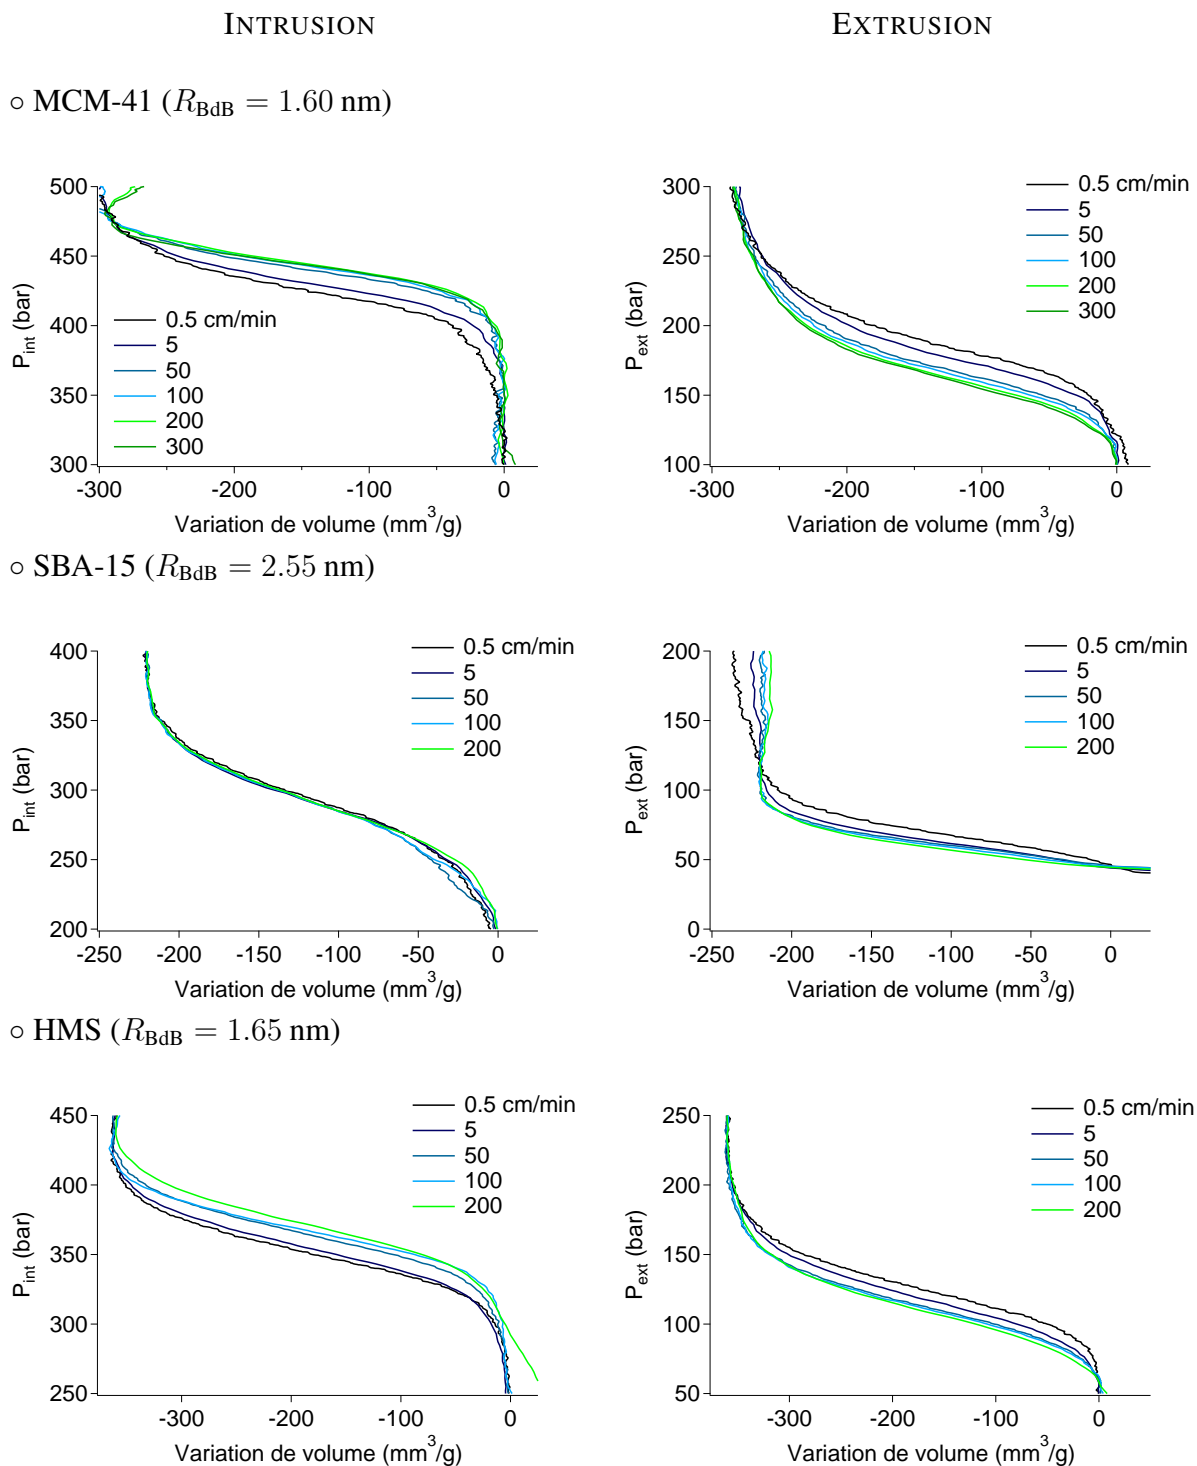 INTRUSION
EXTRUSION
○ MCM-41 (R_BdB = 1.60 nm)
500
450
400
350
300
P_int (bar)
0.5 cm/min
5
50
100
200
300
-300 -200 -100 0
Variation de volume (mm³/g)
300
250
200
150
100
P_ext (bar)
0.5 cm/min
5
50
100
200
300
-300 -200 -100 0
Variation de volume (mm³/g)
○ SBA-15 (R_BdB = 2.55 nm)
400
350
300
250
200
P_int (bar)
0.5 cm/min
5
50
100
200
-250 -200 -150 -100 -50 0
Variation de volume (mm³/g)
200
150
100
50
0
P_ext (bar)
0.5 cm/min
5
50
100
200
-250 -200 -150 -100 -50 0
Variation de volume (mm³/g)
○ HMS (R_BdB = 1.65 nm)
450
400
350
300
250
P_int (bar)
0.5 cm/min
5
50
100
200
-300 -200 -100 0
Variation de volume (mm³/g)
250
200
150
100
50
P_ext (bar)
0.5 cm/min
5
50
100
200
-300 -200 -100 0
Variation de volume (mm³/g)